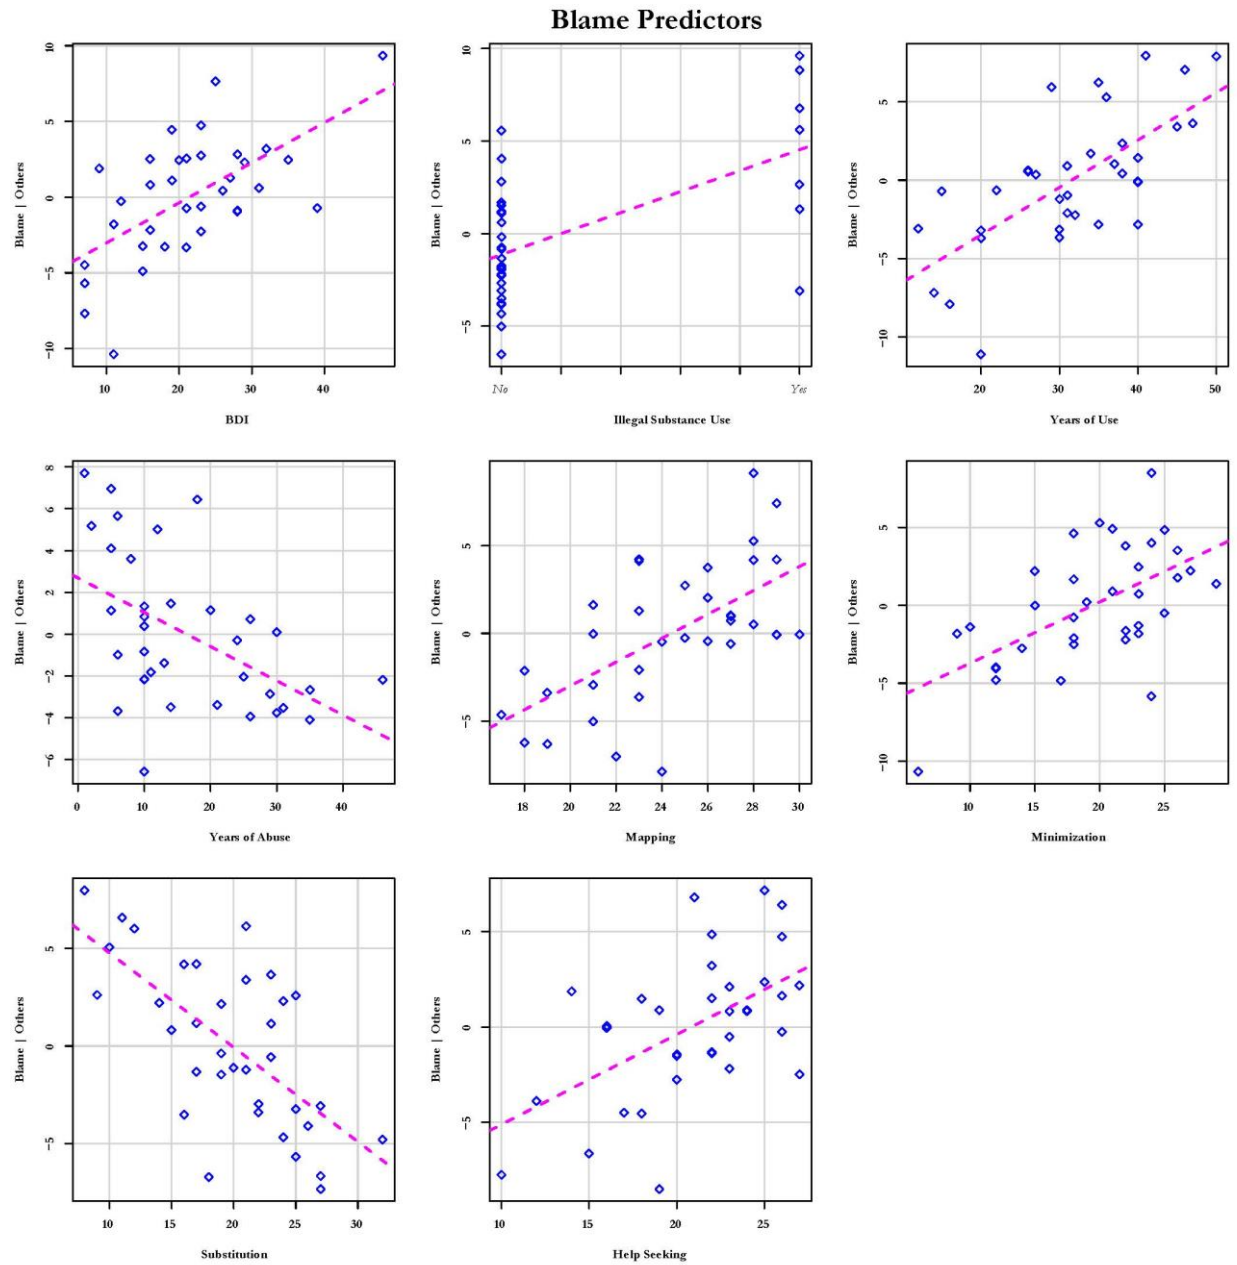 Blame Predictors
10
5
0
−5
−10
Blame | Others
10 20 30 40
BDI
10
5
0
−5
Blame | Others
No Yes
Illegal Substance Use
5
0
−5
−10
Blame | Others
20 30 40 50
Years of Use
8
6
4
2
0
−2
−4
−6
Blame | Others
0 10 20 30 40
Years of Abuse
5
0
−5
Blame | Others
18 20 22 24 26 28 30
Mapping
5
0
−5
−10
Blame | Others
10 15 20 25
Minimization
5
0
−5
Blame | Others
10 15 20 25 30
Substitution
5
0
−5
Blame | Others
10 15 20 25
Help Seeking